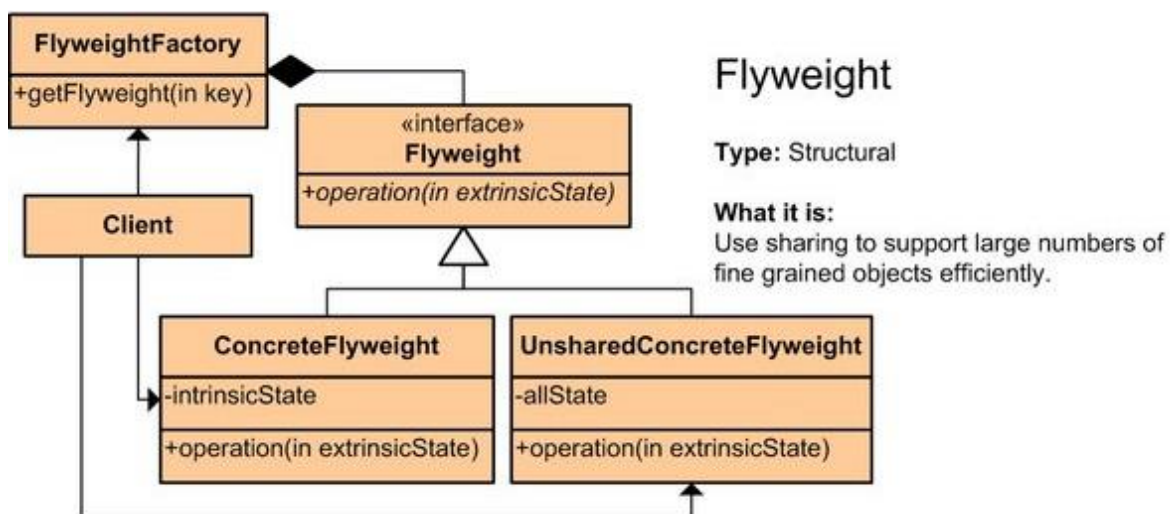 FlyweightFactory
+getFlyweight(in key)
«interface»
Flyweight
+operation(in extrinsicState)
Client
ConcreteFlyweight
-intrinsicState
+operation(in extrinsicState)
UnsharedConcreteFlyweight
-allState
+operation(in extrinsicState)
Flyweight
Type: Structural
What it is:
Use sharing to support large numbers of
fine grained objects efficiently.